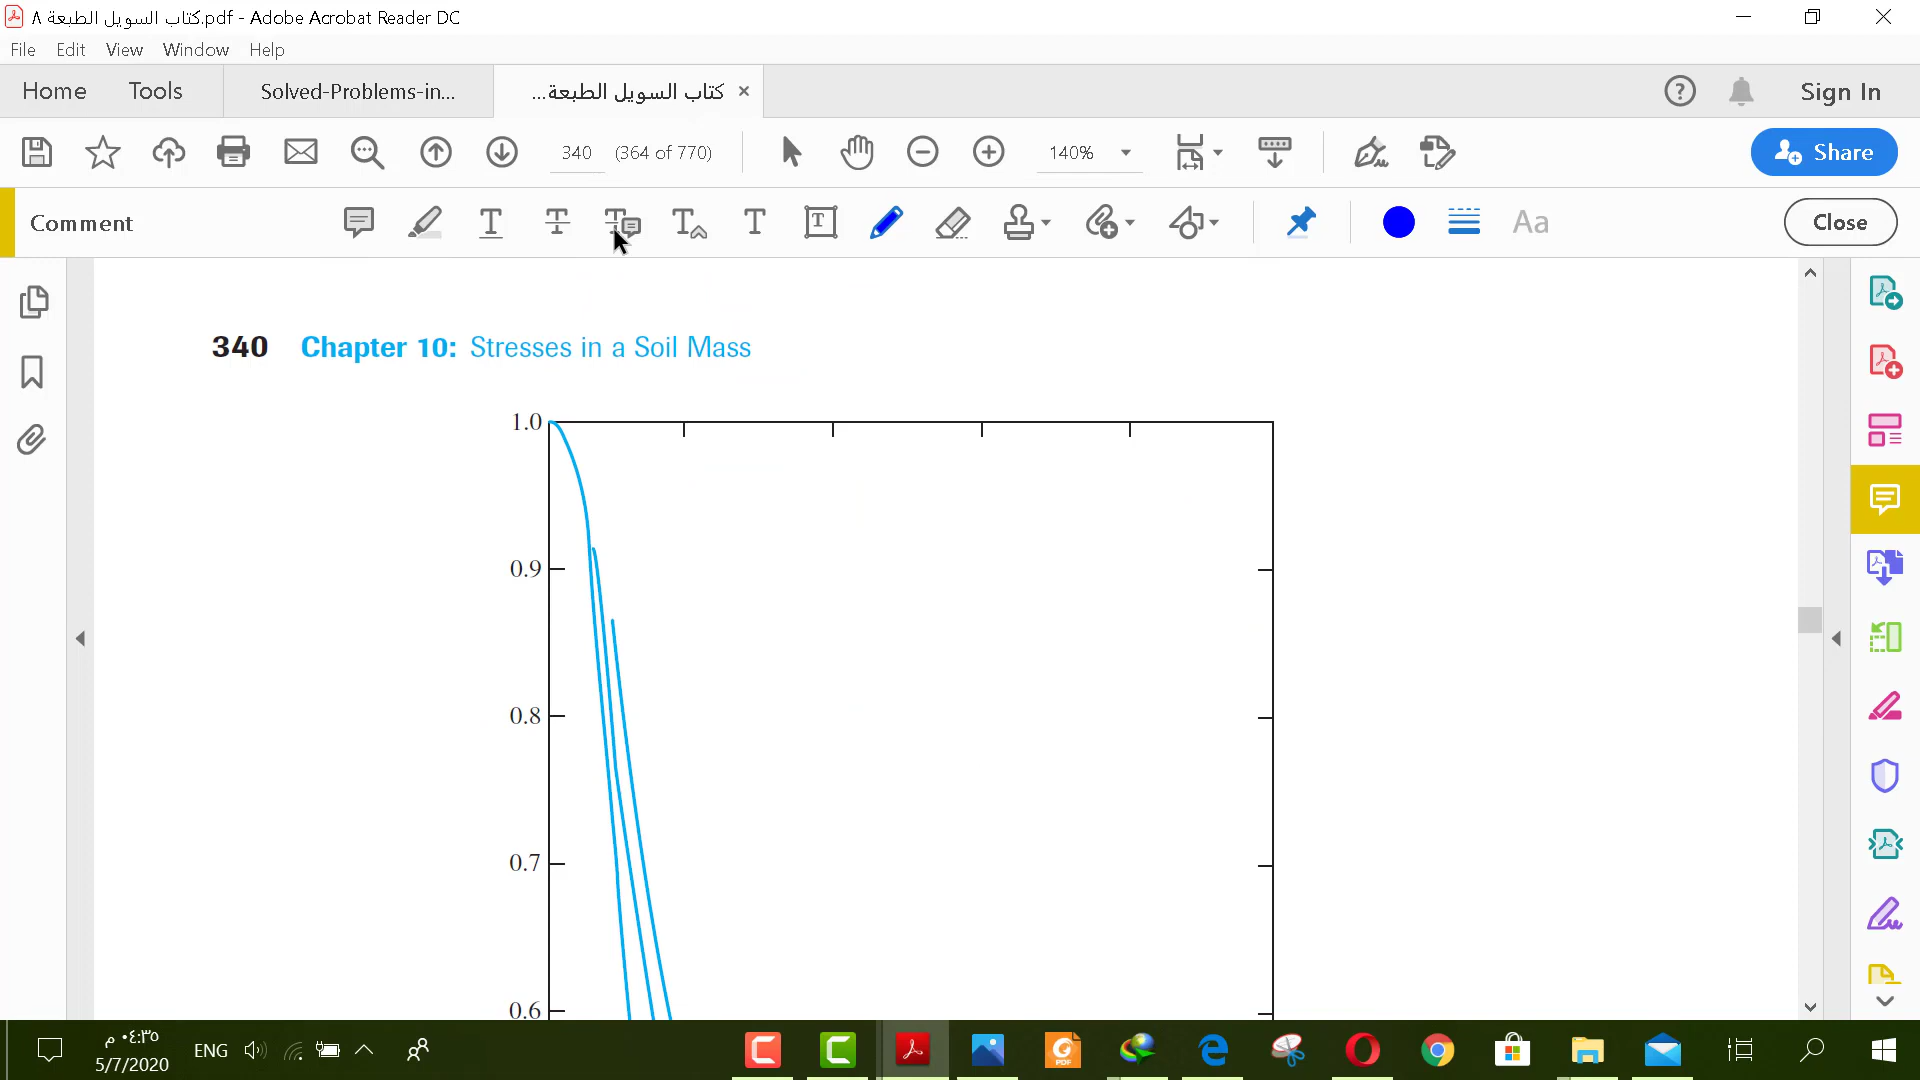 كتاب السويل الطبعة ٨.pdf - Adobe Acrobat Reader DC
File Edit View Window Help
Home Tools Solved-Problems-in... كتاب السويل الطبعة... × Sign In
340 (364 of 770) 140% Share
Comment Aa Close
340 Chapter 10: Stresses in a Soil Mass
1.0
0.9
0.8
0.7
0.6
٠٤:٣٥ م
ENG
5/7/2020